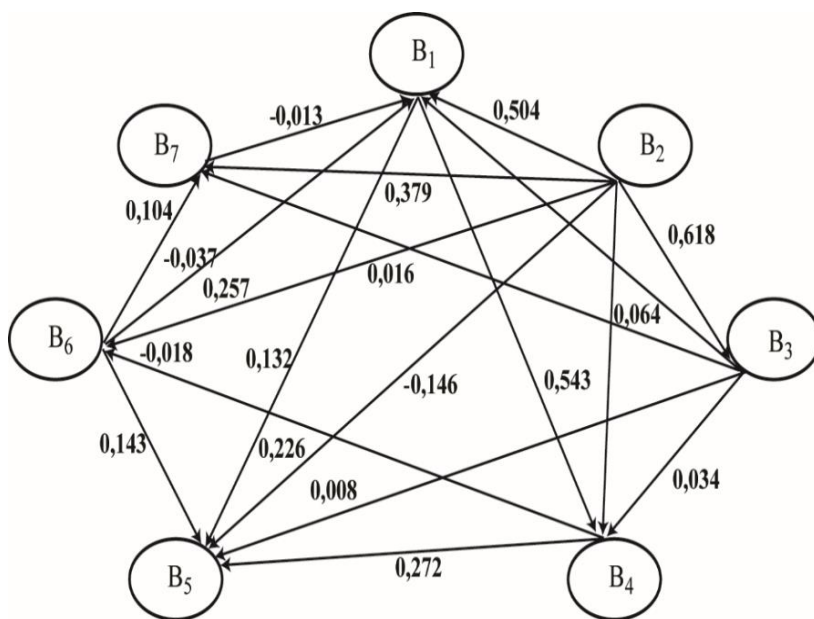 B₁
-0,013
0,504
B₇
B₂
0,379
0,104
0,618
-0,037
0,257
0,016
0,064
B₆
B₃
-0,018
0,132
-0,146
0,543
0,143
0,226
0,008
0,034
0,272
B₅
B₄